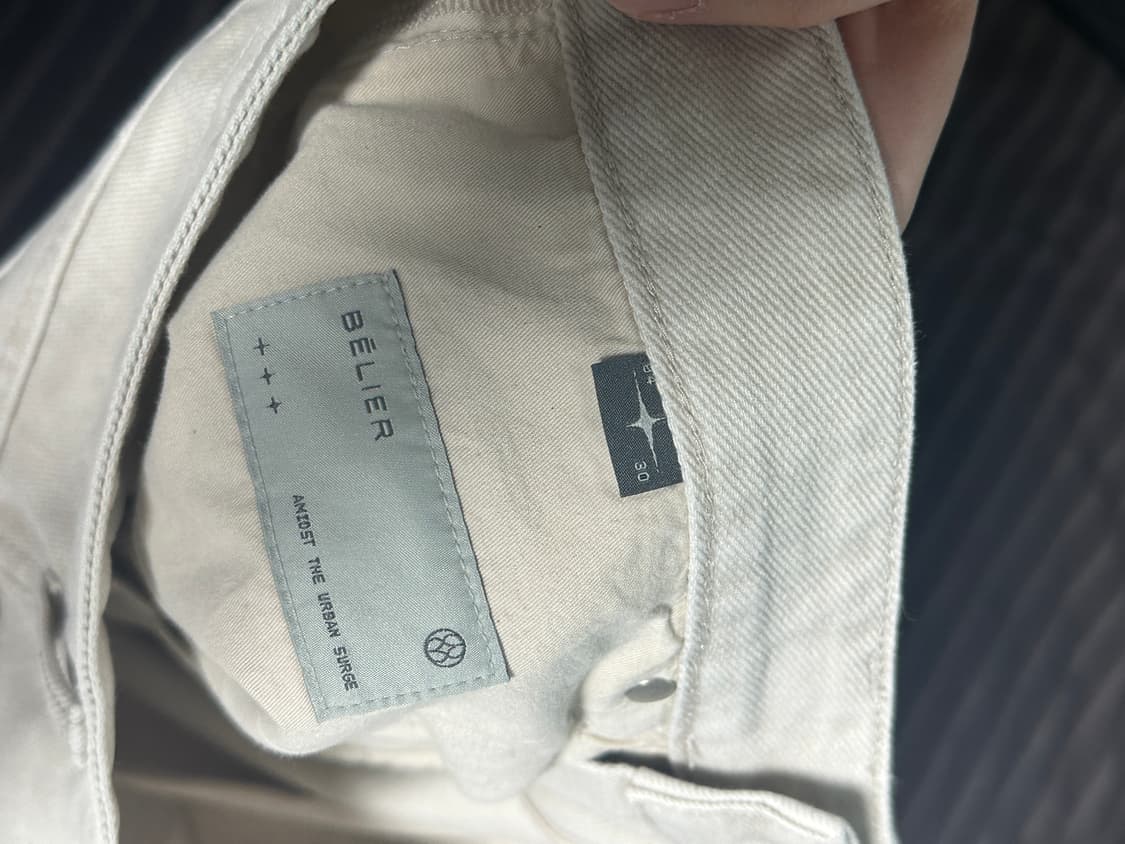 BĒLIER
AMIDST THE URBAN SURGE
30